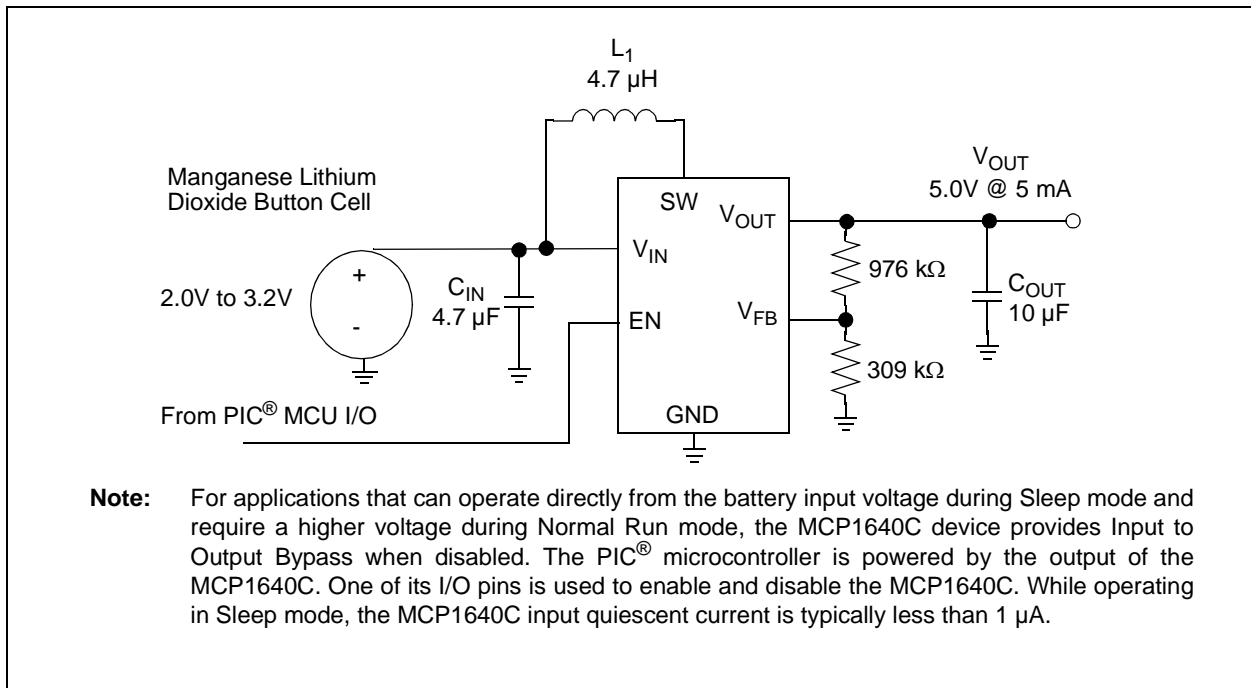 L1
4.7 µH
Manganese Lithium
Dioxide Button Cell
VOUT
5.0V @ 5 mA
SW
VOUT
VIN
+
-
2.0V to 3.2V
CIN
4.7 µF
976 kΩ
COUT
10 µF
EN
VFB
309 kΩ
GND
From PIC® MCU I/O
Note: For applications that can operate directly from the battery input voltage during Sleep mode and
require a higher voltage during Normal Run mode, the MCP1640C device provides Input to
Output Bypass when disabled. The PIC® microcontroller is powered by the output of the
MCP1640C. One of its I/O pins is used to enable and disable the MCP1640C. While operating
in Sleep mode, the MCP1640C input quiescent current is typically less than 1 µA.